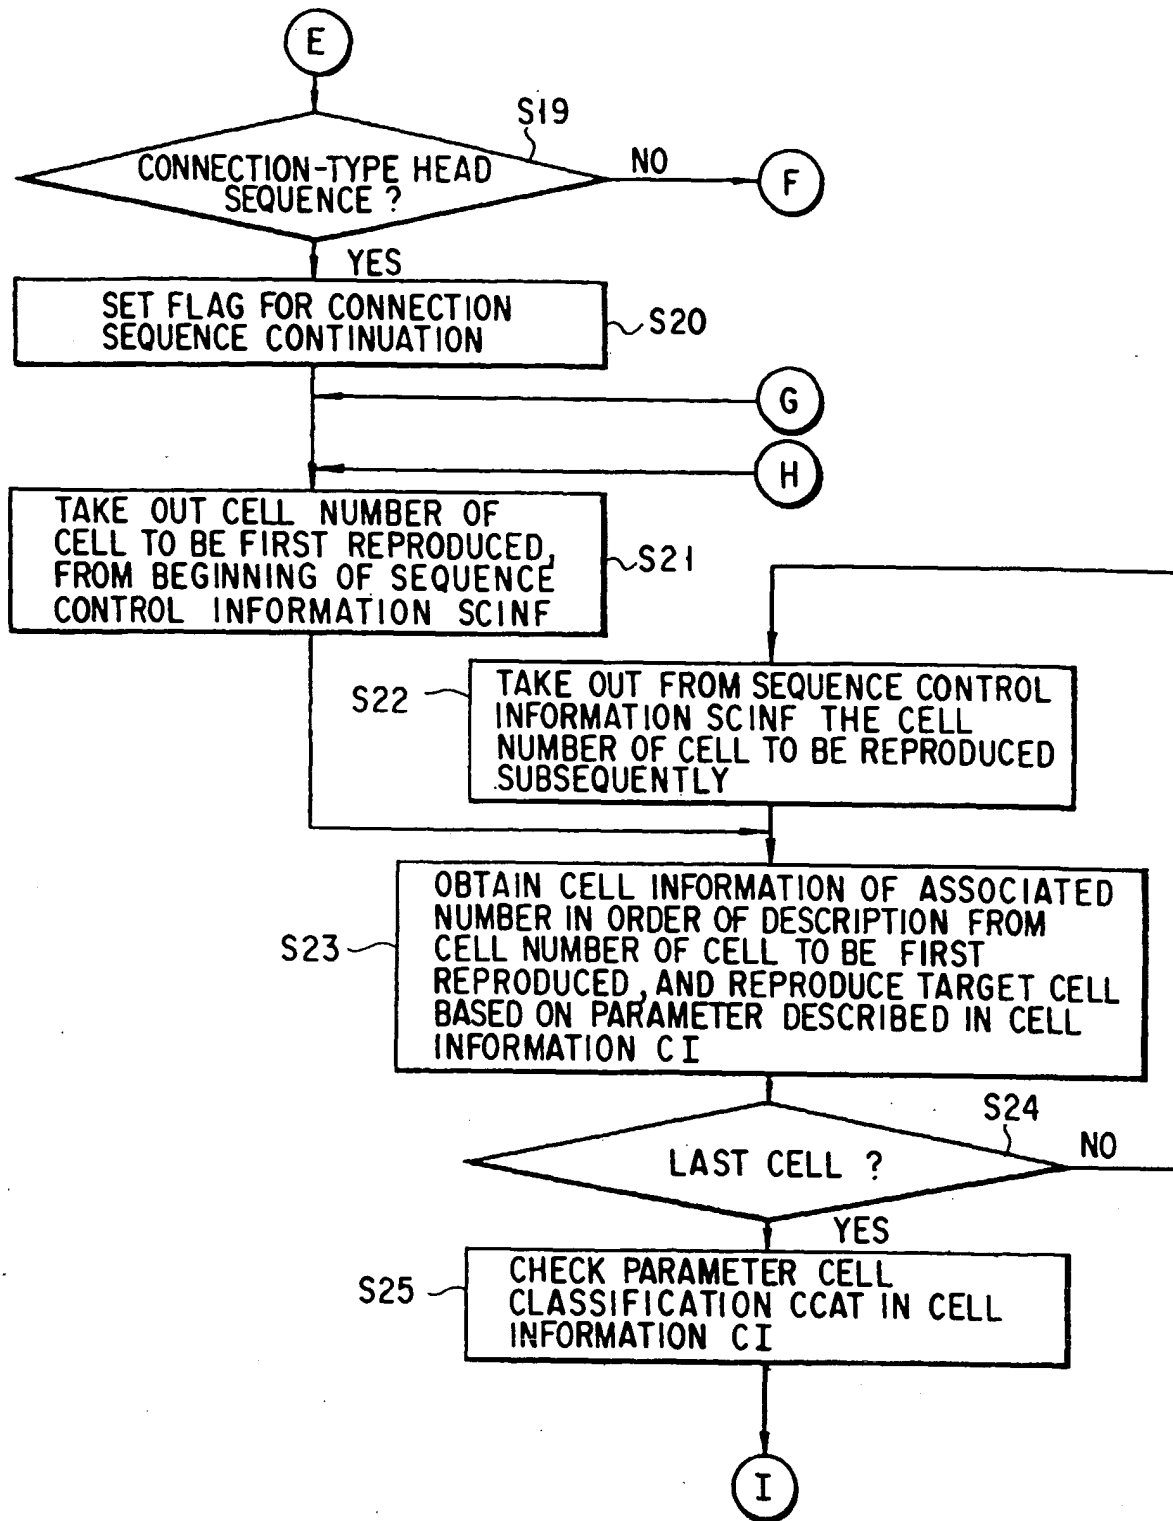 E
S19
CONNECTION-TYPE HEAD
SEQUENCE ?
NO
F
YES
SET FLAG FOR CONNECTION
SEQUENCE CONTINUATION
S20
G
H
TAKE OUT CELL NUMBER OF
CELL TO BE FIRST REPRODUCED,
FROM BEGINNING OF SEQUENCE
CONTROL INFORMATION SCINF
S21
S22
TAKE OUT FROM SEQUENCE CONTROL
INFORMATION SCINF THE CELL
NUMBER OF CELL TO BE REPRODUCED
SUBSEQUENTLY
S23
OBTAIN CELL INFORMATION OF ASSOCIATED
NUMBER IN ORDER OF DESCRIPTION FROM
CELL NUMBER OF CELL TO BE FIRST
REPRODUCED, AND REPRODUCE TARGET CELL
BASED ON PARAMETER DESCRIBED IN CELL
INFORMATION CI
S24
LAST CELL ?
NO
YES
S25
CHECK PARAMETER CELL
CLASSIFICATION CCAT IN CELL
INFORMATION CI
I